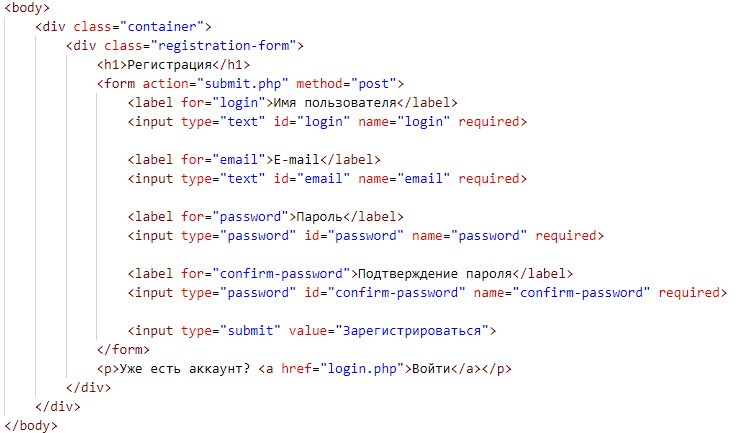 <body>
<div class="container">
<div class="registration-form">
<h1>Регистрация</h1>
<form action="submit.php" method="post">
<label for="login">Имя пользователя</label>
<input type="text" id="login" name="login" required>
<label for="email">E-mail</label>
<input type="text" id="email" name="email" required>
<label for="password">Пароль</label>
<input type="password" id="password" name="password" required>
<label for="confirm-password">Подтверждение пароля</label>
<input type="password" id="confirm-password" name="confirm-password" required>
<input type="submit" value="Зарегистрироваться">
</form>
<p>Уже есть аккаунт? <a href="login.php">Войти</a></p>
</div>
</div>
</body>